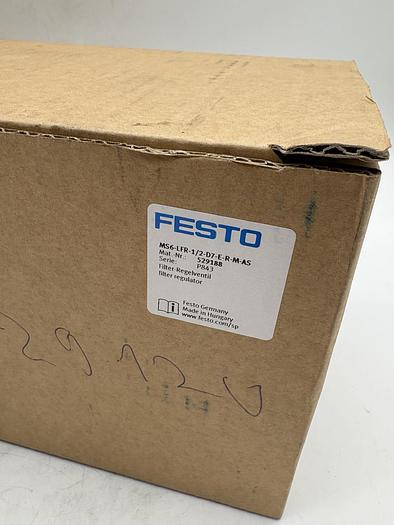 FESTO
MS6-LFR-1/2-D7-E-R-M-AS
Mat. Nr.: 529188
Serie: P843
Filter-Regelventil
filter regulator
Festo Germany
Made in Hungary
www.festo.com/sp